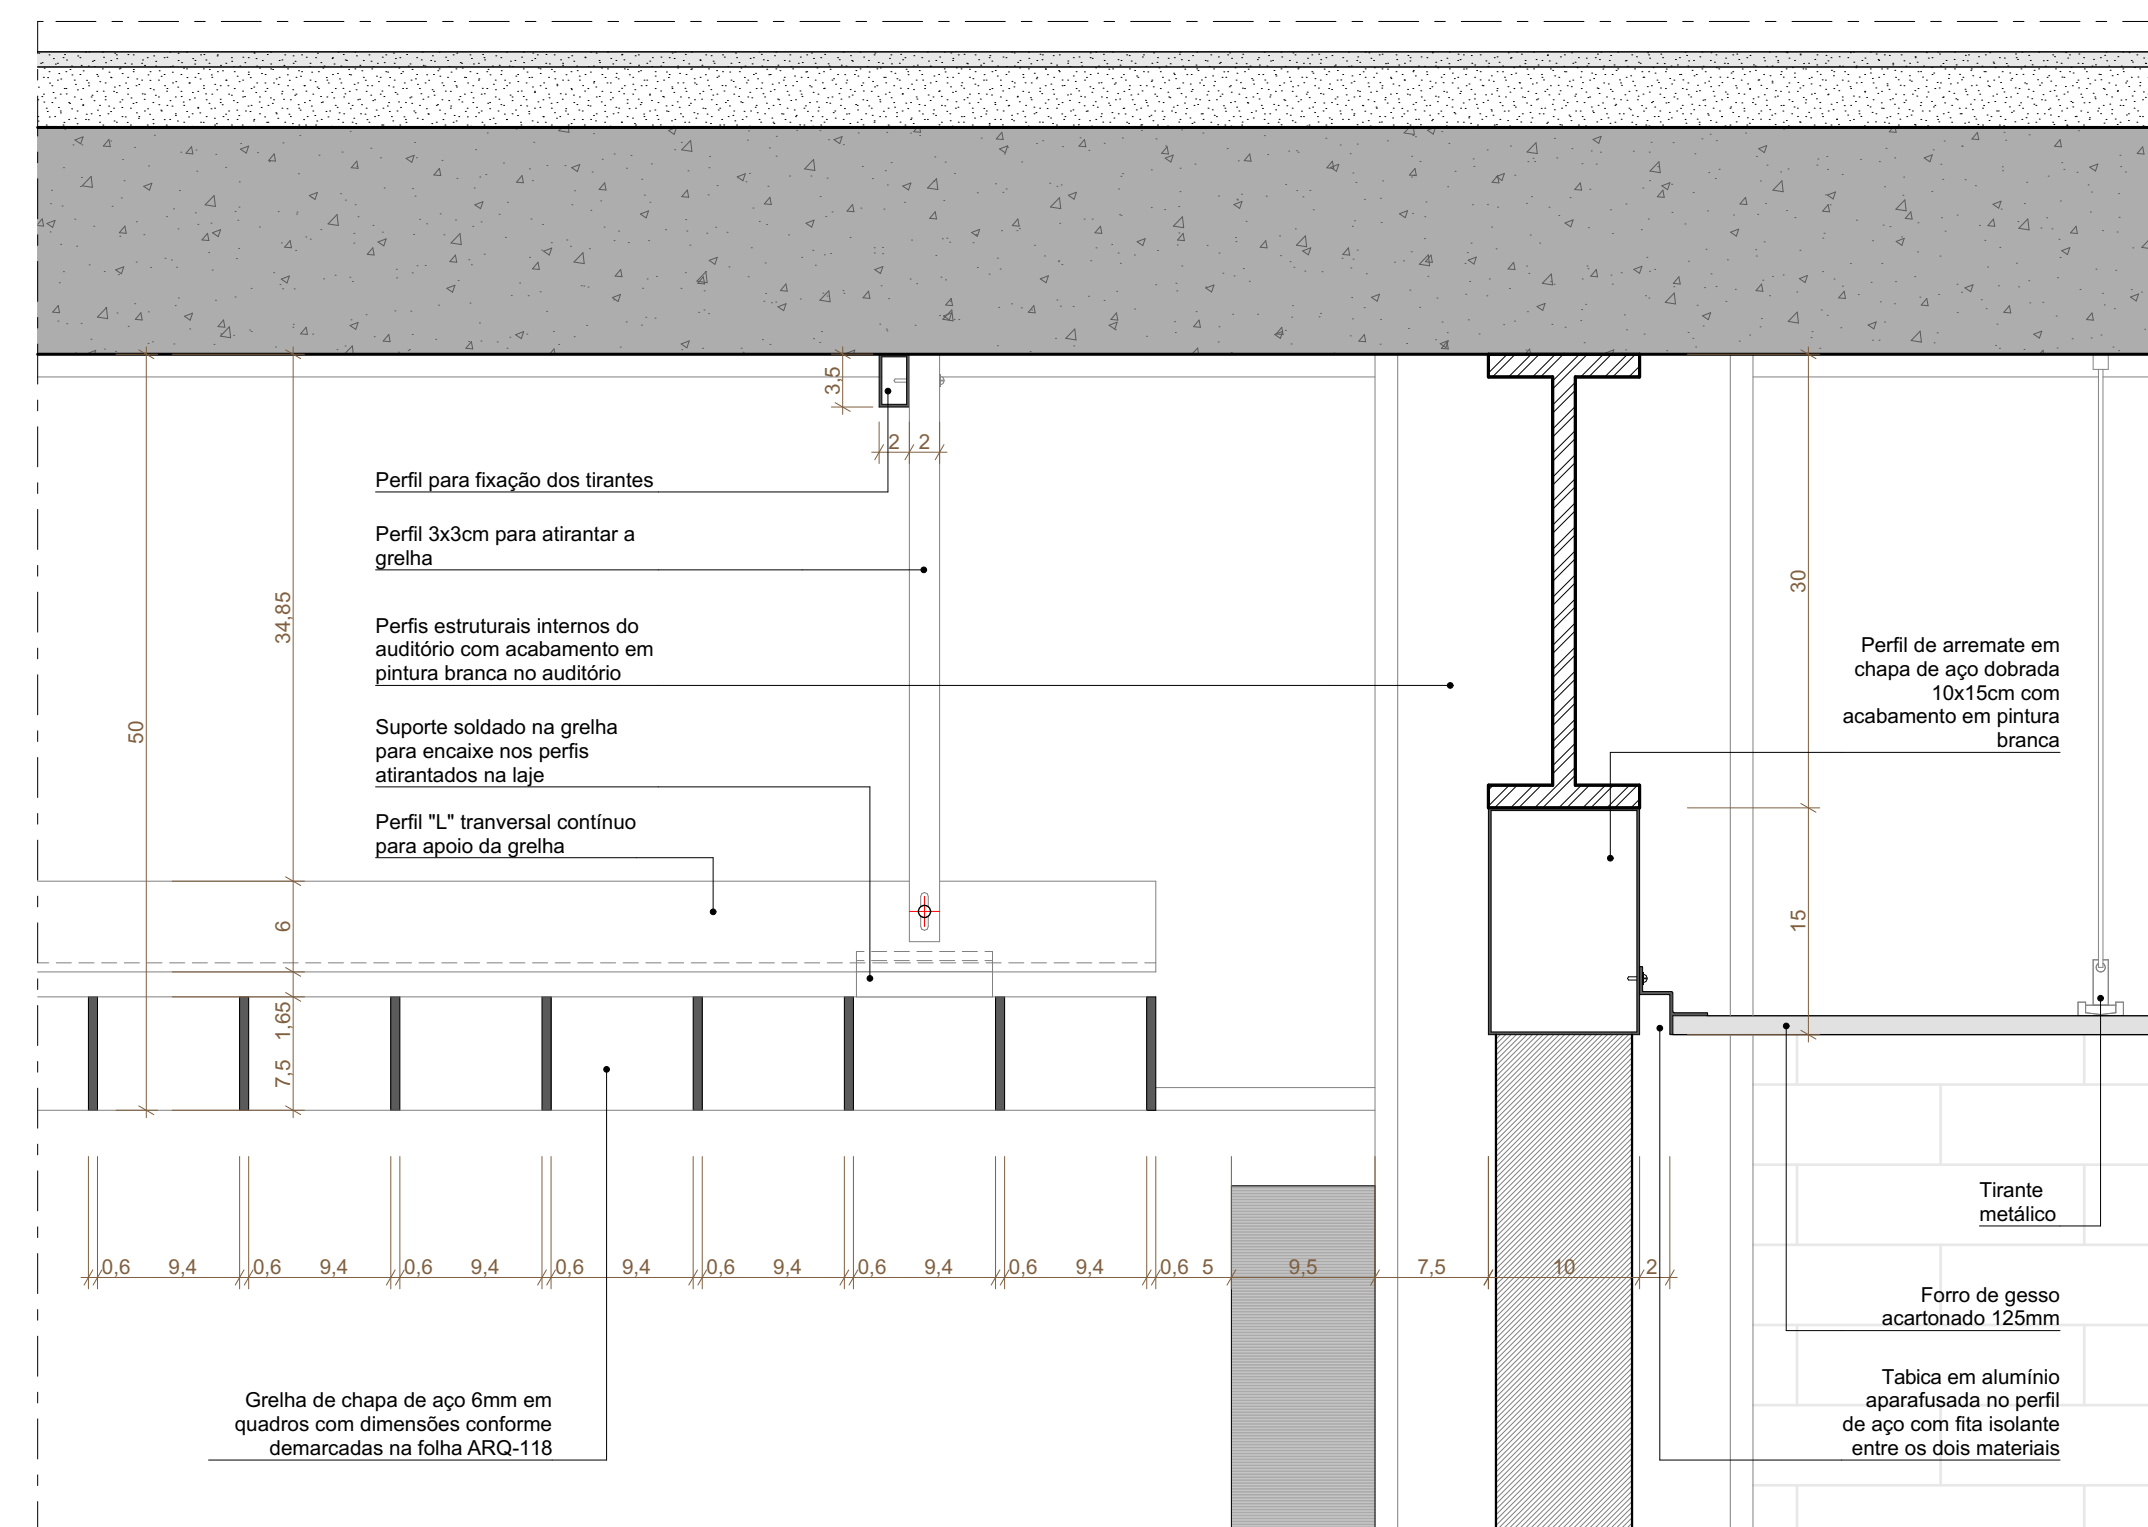 3,5
2
2
Perfil para fixação dos tirantes
Perfil 3x3cm para atirantar a
grelha
Perfis estruturais internos do
auditório com acabamento em
pintura branca no auditório
Suporte soldado na grelha
para encaixe nos perfis
atirantados na laje
Perfil "L" tranversal contínuo
para apoio da grelha
50
34,85
6
1,65
7,5
30
15
Perfil de arremate em
chapa de aço dobrada
10x15cm com
acabamento em pintura
branca
Tirante
metálico
0,6 9,4 0,6 9,4 0,6 9,4 0,6 9,4 0,6 9,4 0,6 9,4 0,6 9,4 0,6 5 9,5 7,5 10 2
Forro de gesso
acartonado 125mm
Tabica em alumínio
aparafusada no perfil
de aço com fita isolante
entre os dois materiais
Grelha de chapa de aço 6mm em
quadros com dimensões conforme
demarcadas na folha ARQ-118